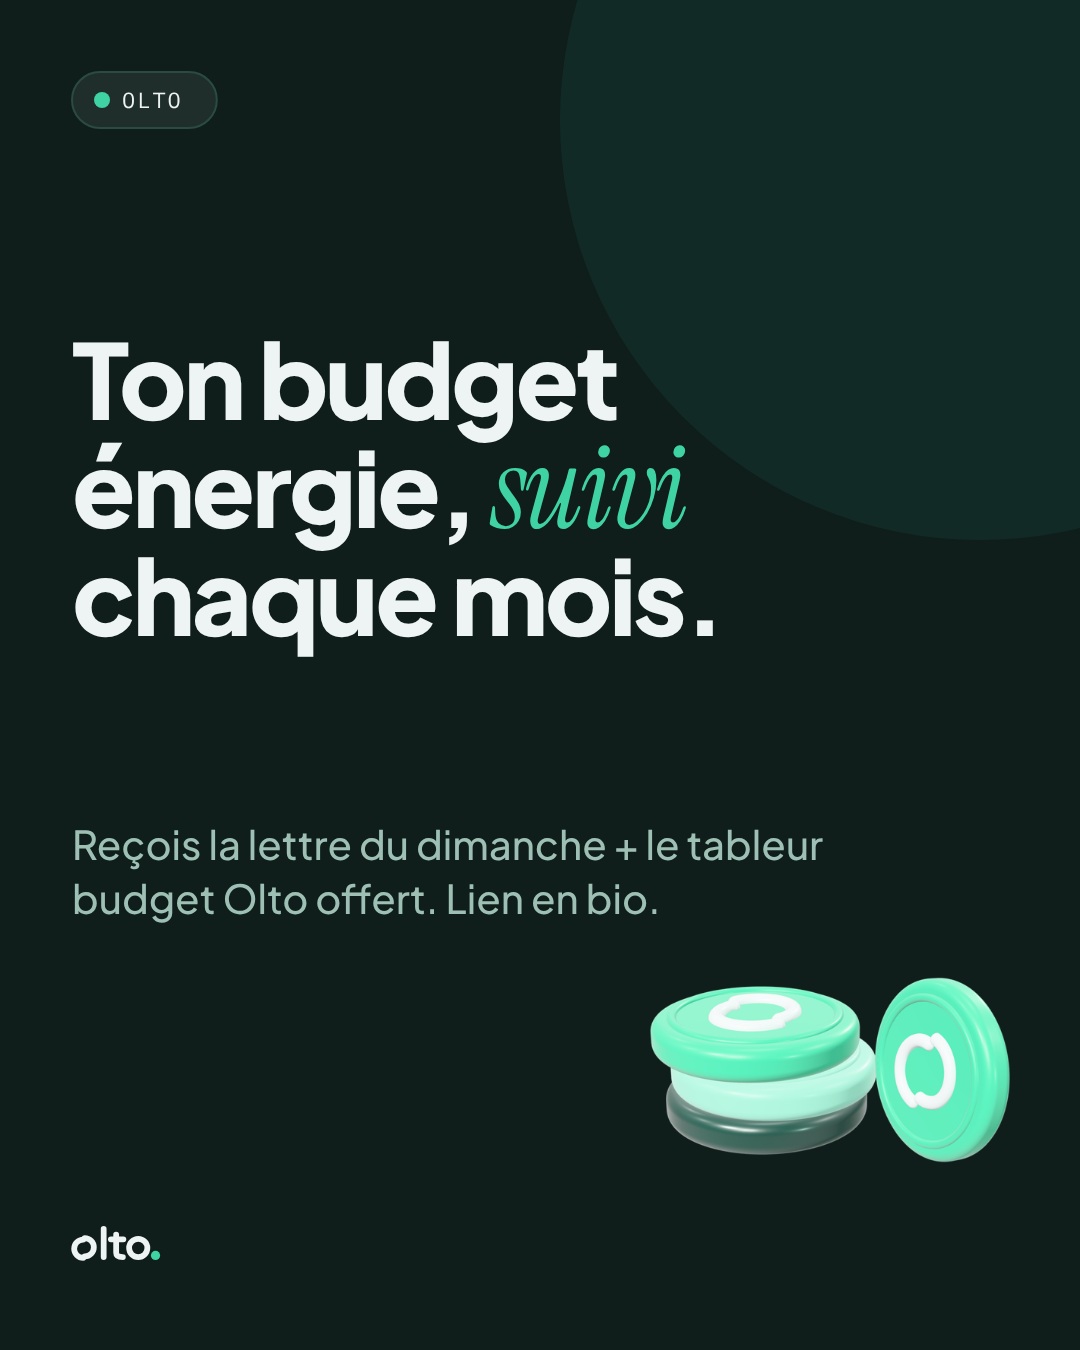 OLTO
Ton budget
énergie, suivi
chaque mois.
Reçois la lettre du dimanche + le tableur
budget Olto offert. Lien en bio.
olto.